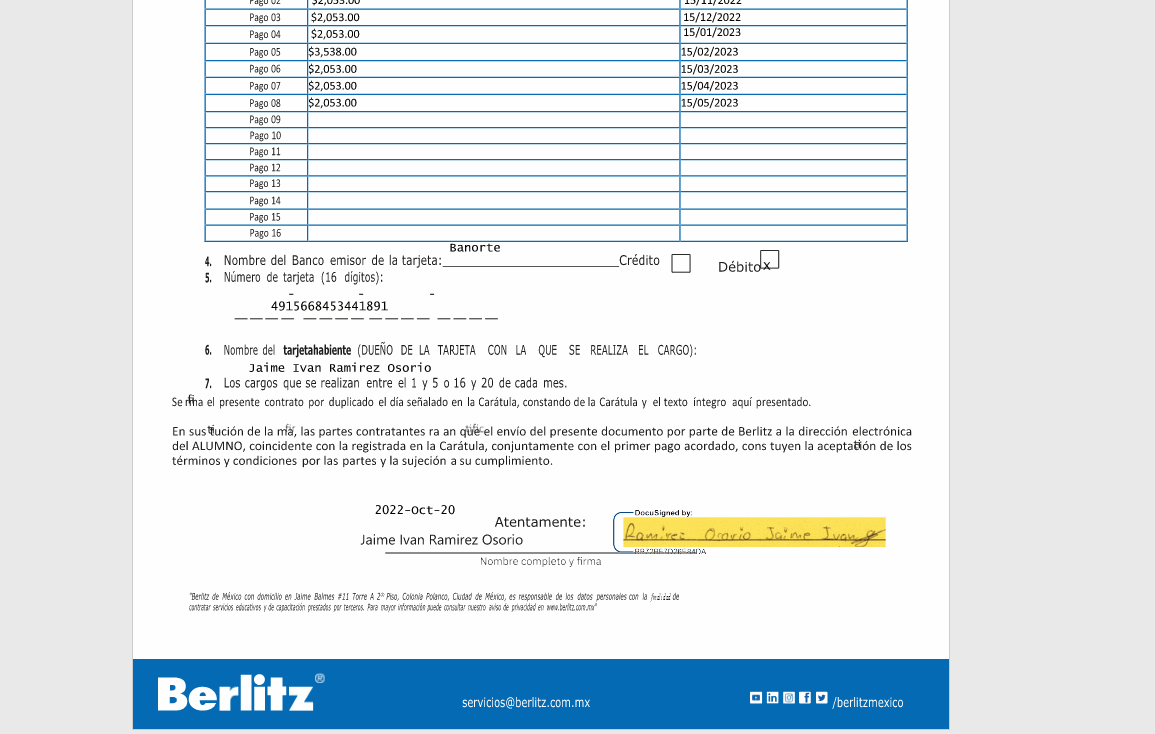 Pago 02 $2,053.00 15/11/2022
Pago 03 $2,053.00 15/12/2022
Pago 04 $2,053.00 15/01/2023
Pago 05 $3,538.00 15/02/2023
Pago 06 $2,053.00 15/03/2023
Pago 07 $2,053.00 15/04/2023
Pago 08 $2,053.00 15/05/2023
Pago 09
Pago 10
Pago 11
Pago 12
Pago 13
Pago 14
Pago 15
Pago 16
Banorte
4. Nombre del Banco emisor de la tarjeta: Crédito Débito x
5. Número de tarjeta (16 dígitos):
- - -
4915668453441891
6. Nombre del tarjetahabiente (DUEÑO DE LA TARJETA CON LA QUE SE REALIZA EL CARGO):
Jaime Ivan Ramirez Osorio
7. Los cargos que se realizan entre el 1 y 5 o 16 y 20 de cada mes.
Se firma el presente contrato por duplicado el día señalado en la Carátula, constando de la Carátula y el texto íntegro aquí presentado.
En sustitución de la firma, las partes contratantes ratifican que el envío del presente documento por parte de Berlitz a la dirección electrónica
del ALUMNO, coincidente con la registrada en la Carátula, conjuntamente con el primer pago acordado, constituyen la aceptación de los
términos y condiciones por las partes y la sujeción a su cumplimiento.
2022-Oct-20
Atentamente:
DocuSigned by:
Ramirez Osorio Jaime Ivan
Jaime Ivan Ramirez Osorio
Nombre completo y firma
"Berlitz de México con domicilio en Jaime Balmes #11 Torre A 2º Piso, Colonia Polanco, Ciudad de México, es responsable de los datos personales con la finalidad de
contratar servicios educativos y de capacitación prestados por terceros. Para mayor información puede consultar nuestro aviso de privacidad en www.berlitz.com.mx"
Berlitz®
servicios@berlitz.com.mx
/berlitzmexico